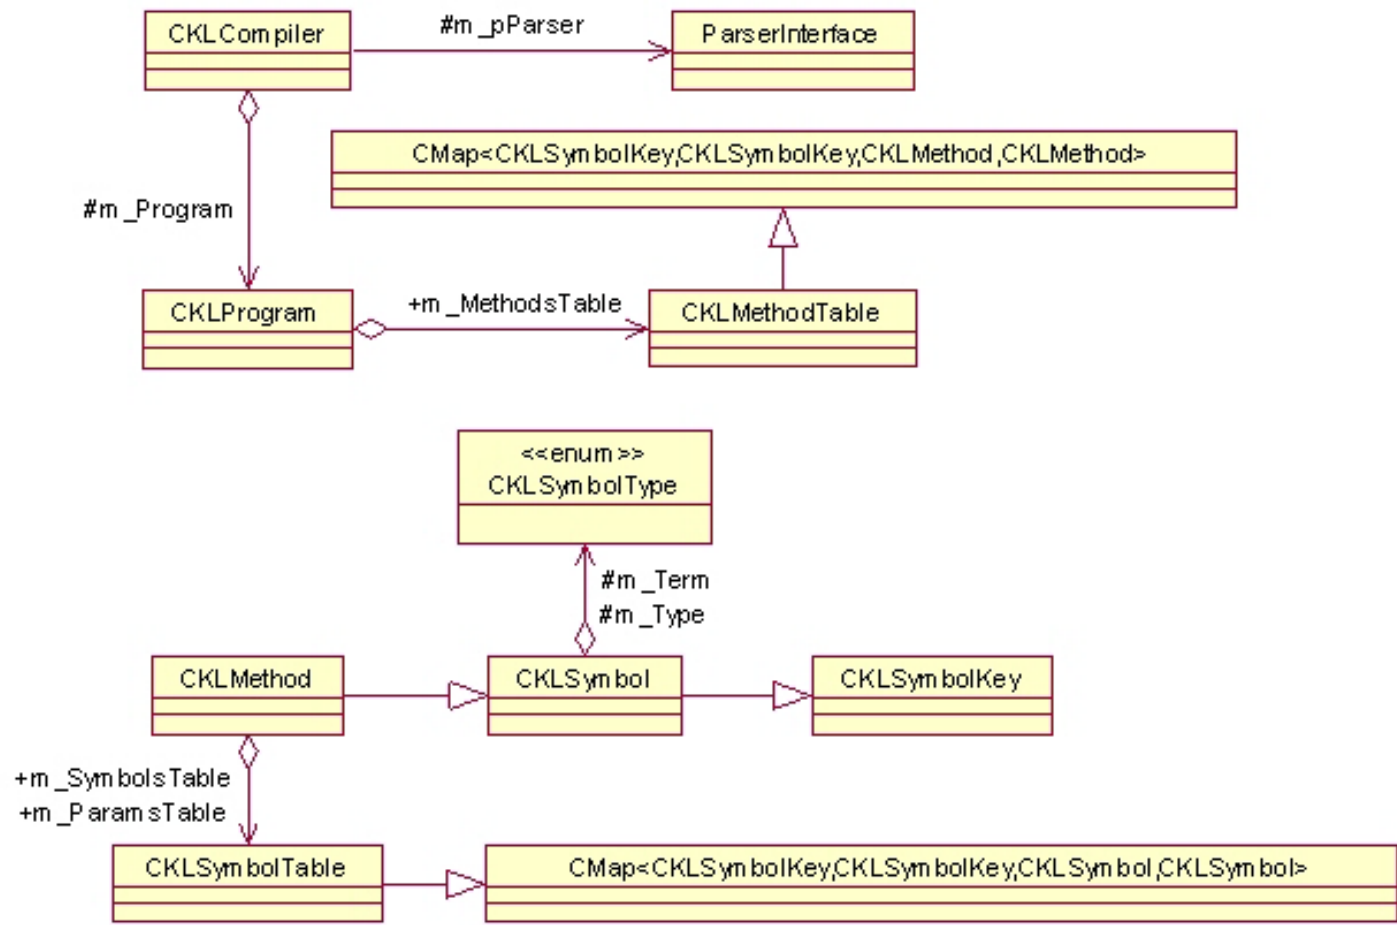 CKLCompiler
#m_pParser
ParserInterface
CMap<CKLSymbolKey,CKLSymbolKey,CKLMethod,CKLMethod>
#m_Program
CKLProgram
+m_MethodsTable
CKLMethodTable
<<enum>>
CKLSymbolType
#m_Term
#m_Type
CKLMethod
CKLSymbol
CKLSymbolKey
+m_SymbolsTable
+m_ParamsTable
CKLSymbolTable
CMap<CKLSymbolKey,CKLSymbolKey,CKLSymbol,CKLSymbol>